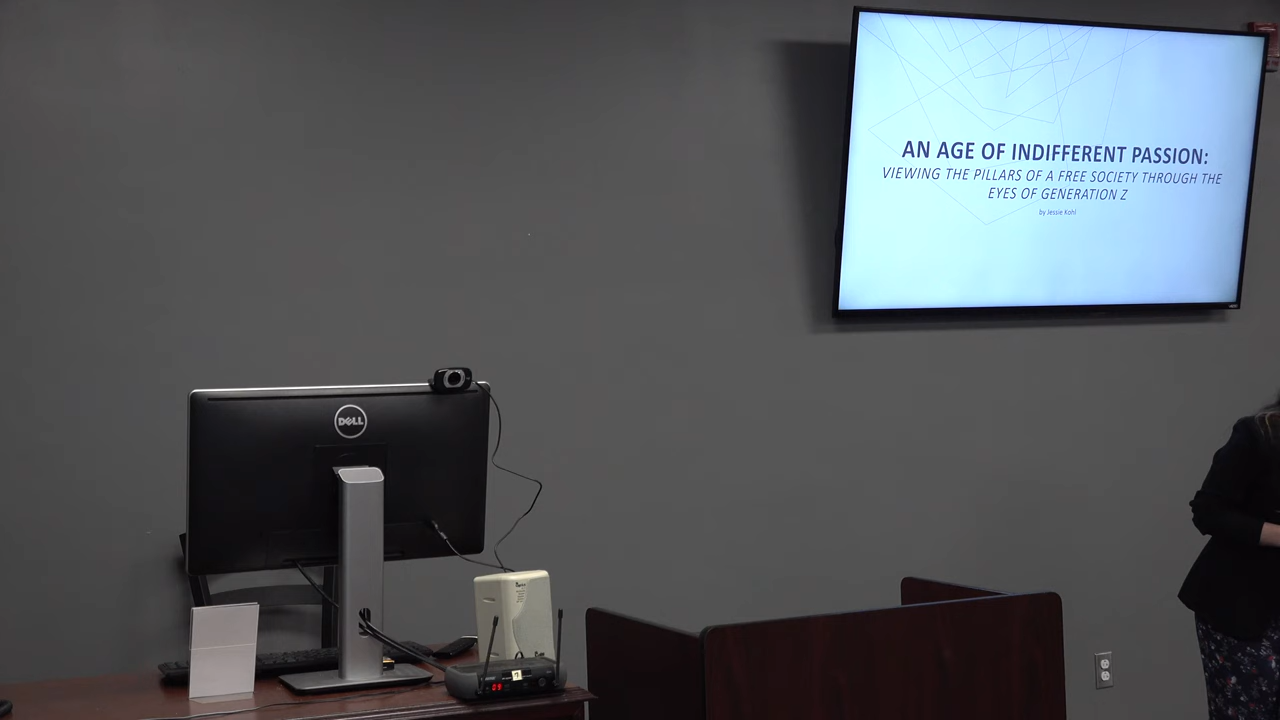 AN AGE OF INDIFFERENT PASSION:
VIEWING THE PILLARS OF A FREE SOCIETY THROUGH THE
EYES OF GENERATION Z
by Jessie Kohl
DELL